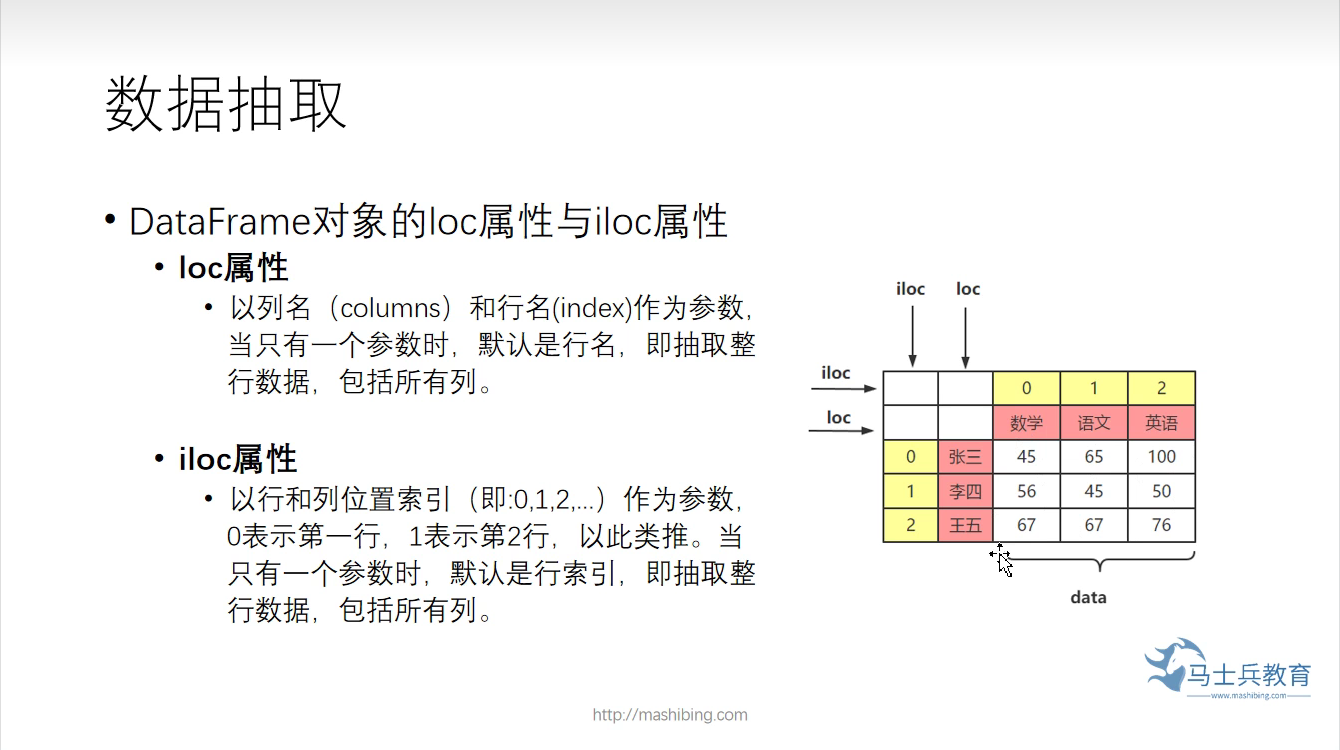 数据抽取
• DataFrame对象的loc属性与iloc属性
• loc属性
• 以列名（columns）和行名(index)作为参数,
当只有一个参数时，默认是行名，即抽取整
行数据，包括所有列。
• iloc属性
• 以行和列位置索引（即:0,1,2,...）作为参数，
0表示第一行，1表示第2行，以此类推。当
只有一个参数时，默认是行索引，即抽取整
行数据，包括所有列。
iloc loc
iloc
loc
0 1 2
数学 语文 英语
0 张三 45 65 100
1 李四 56 45 50
2 王五 67 67 76
data
马士兵教育
www.mashibing.com
http://mashibing.com